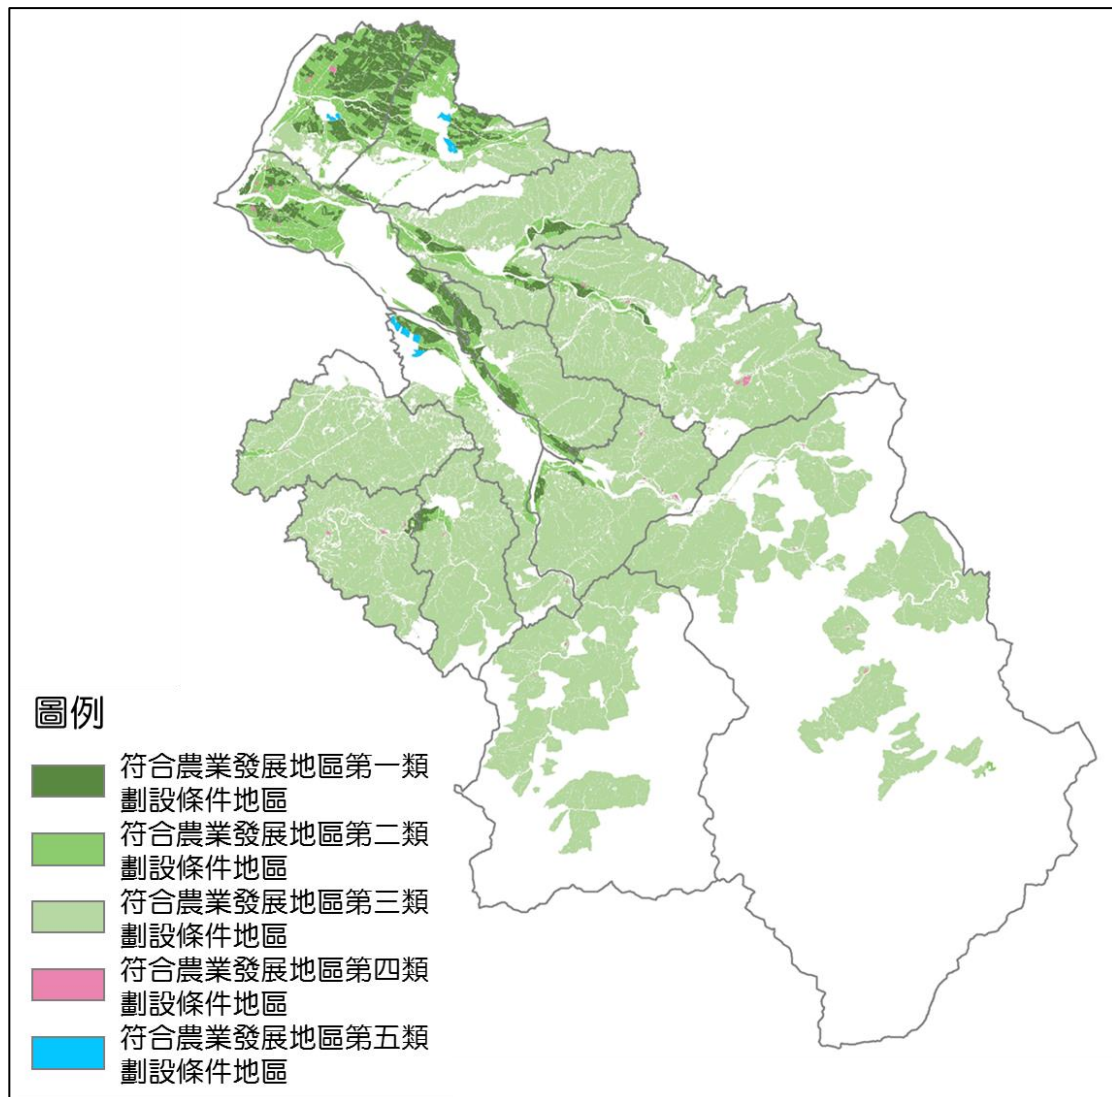 圖例
符合農業發展地區第一類
劃設條件地區
符合農業發展地區第二類
劃設條件地區
符合農業發展地區第三類
劃設條件地區
符合農業發展地區第四類
劃設條件地區
符合農業發展地區第五類
劃設條件地區